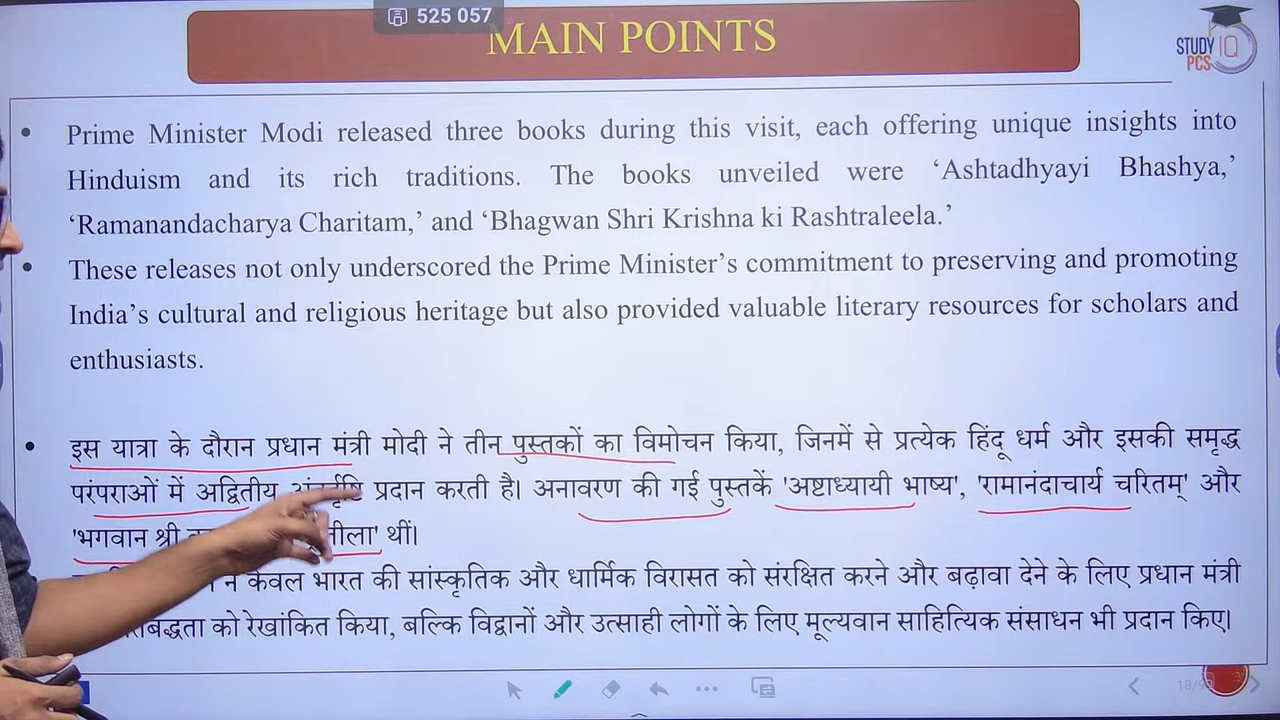 525 057
MAIN POINTS
STUDY IQ
PCS
• Prime Minister Modi released three books during this visit, each offering unique insights into
Hinduism and its rich traditions. The books unveiled were ‘Ashtadhyayi Bhashya,’
‘Ramanandacharya Charitam,’ and ‘Bhagwan Shri Krishna ki Rashtraleela.’
• These releases not only underscored the Prime Minister’s commitment to preserving and promoting
India’s cultural and religious heritage but also provided valuable literary resources for scholars and
enthusiasts.
• इस यात्रा के दौरान प्रधान मंत्री मोदी ने तीन पुस्तकों का विमोचन किया, जिनमें से प्रत्येक हिंदू धर्म और इसकी समृद्ध
परंपराओं में अद्वितीय प्रदान करती है। अनावरण की गई पुस्तकें 'अष्टाध्यायी भाष्य', 'रामानंदाचार्य चरितम्' और
'भगवान श्री थीं।
न केवल भारत की सांस्कृतिक और धार्मिक विरासत को संरक्षित करने और बढ़ावा देने के लिए प्रधान मंत्री
को रेखांकित किया, बल्कि विद्वानों और उत्साही लोगों के लिए मूल्यवान साहित्यिक संसाधन भी प्रदान किए।